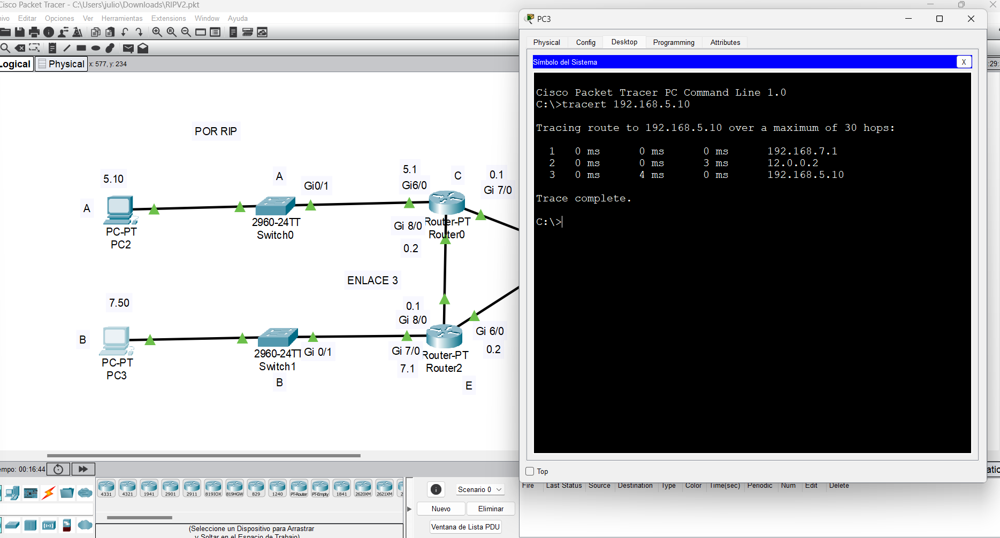 Cisco Packet Tracer - C:\Users\julio\Downloads\RIPV2.pkt
Editar Opciones Ver Herramientas Extensions Window Ayuda
Logical Physical x: 577, y: 234
POR RIP
5.10
A
Gi0/1
5.1
Gi6/0
C
0.1
Gi 7/0
A
PC-PT
PC2
2960-24TT
Switch0
Gi 8/0
0.2
Router-PT
Router0
ENLACE 3
7.50
0.1
Gi 8/0
B
PC-PT
PC3
2960-24TT
Switch1
Gi 0/1
B
Gi 7/0
7.1
Router-PT
Router2
Gi 6/0
0.2
E
PC3
Physical Config Desktop Programming Attributes
Símbolo del Sistema X
Cisco Packet Tracer PC Command Line 1.0
C:\>tracert 192.168.5.10
Tracing route to 192.168.5.10 over a maximum of 30 hops:
1 0 ms 0 ms 0 ms 192.168.7.1
2 0 ms 0 ms 3 ms 12.0.0.2
3 0 ms 4 ms 0 ms 192.168.5.10
Trace complete.
C:\>
Top
:29:
empo: 00:16:44
4331 4321 1941 2901 2911 819IOX 819HGW 829 1240 PT-Router PT-Empty 1841 2620XM 2621XM 2
(Seleccione un Dispositivo para Arrastrar
y Soltar en el Espacio de Trabajo)
Scenario 0
Nuevo Eliminar
Ventana de Lista PDU
Fire Last Status Source Destination Type Color Time(sec) Periodic Num Edit Delete